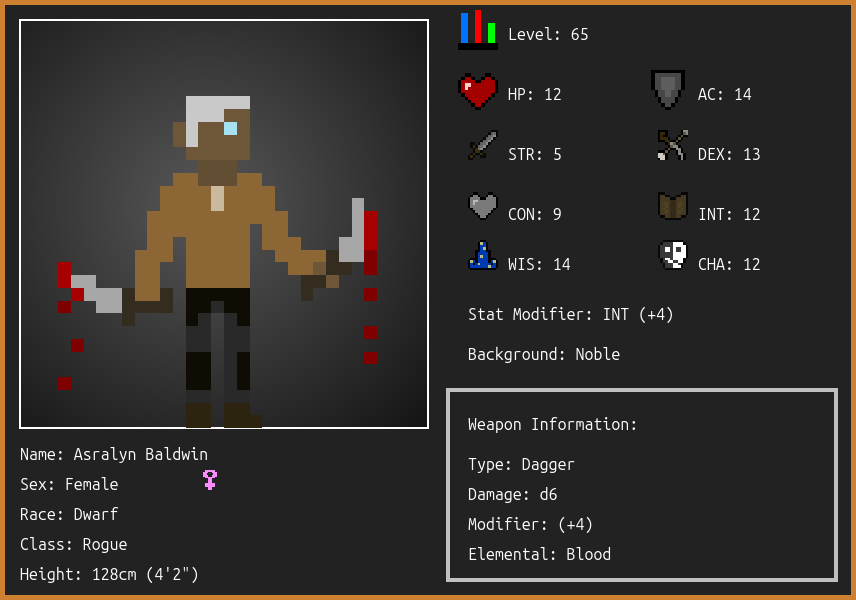 Level: 65
HP: 12
AC: 14
STR: 5
DEX: 13
CON: 9
INT: 12
WIS: 14
CHA: 12
Stat Modifier: INT (+4)
Background: Noble
Weapon Information:
Type: Dagger
Damage: d6
Modifier: (+4)
Elemental: Blood
Name: Asralyn Baldwin
Sex: Female
Race: Dwarf
Class: Rogue
Height: 128cm (4'2")